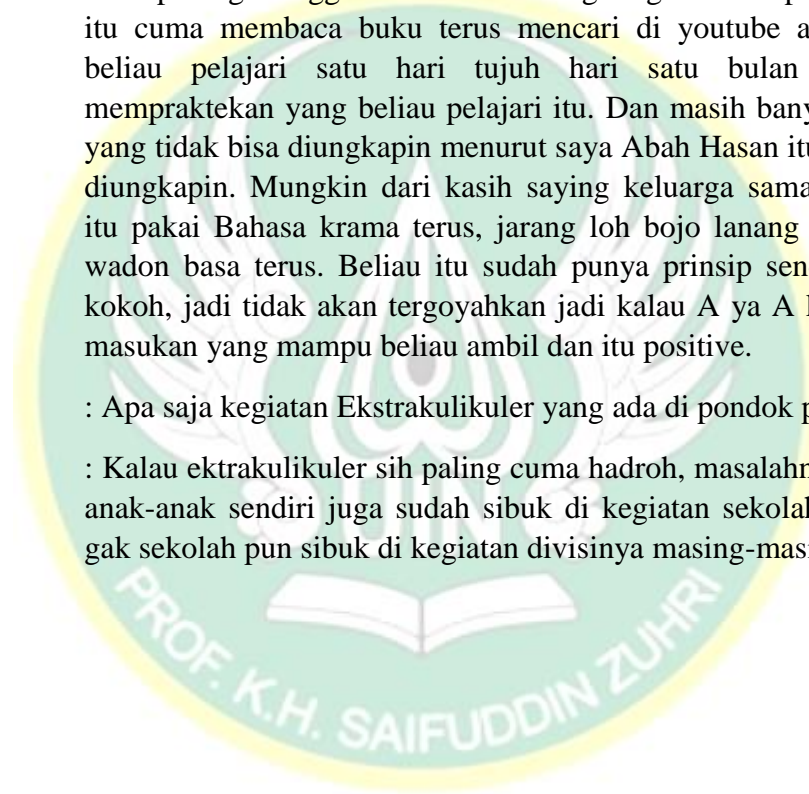 itu cuma membaca buku terus mencari di youtube a
beliau pelajari satu hari tujuh hari satu bulan
mempraktekan yang beliau pelajari itu. Dan masih bany
yang tidak bisa diungkapin menurut saya Abah Hasan itu
diungkapin. Mungkin dari kasih saying keluarga sama
itu pakai Bahasa krama terus, jarang loh bojo lanang
wadon basa terus. Beliau itu sudah punya prinsip sen
kokoh, jadi tidak akan tergoyahkan jadi kalau A ya A
masukan yang mampu beliau ambil dan itu positive.
: Apa saja kegiatan Ekstrakulikuler yang ada di pondok p
: Kalau ektrakulikuler sih paling cuma hadroh, masalahn
anak-anak sendiri juga sudah sibuk di kegiatan sekolah
gak sekolah pun sibuk di kegiatan divisinya masing-masi
UIN
PROF. K.H. SAIFUDDIN ZUHRI